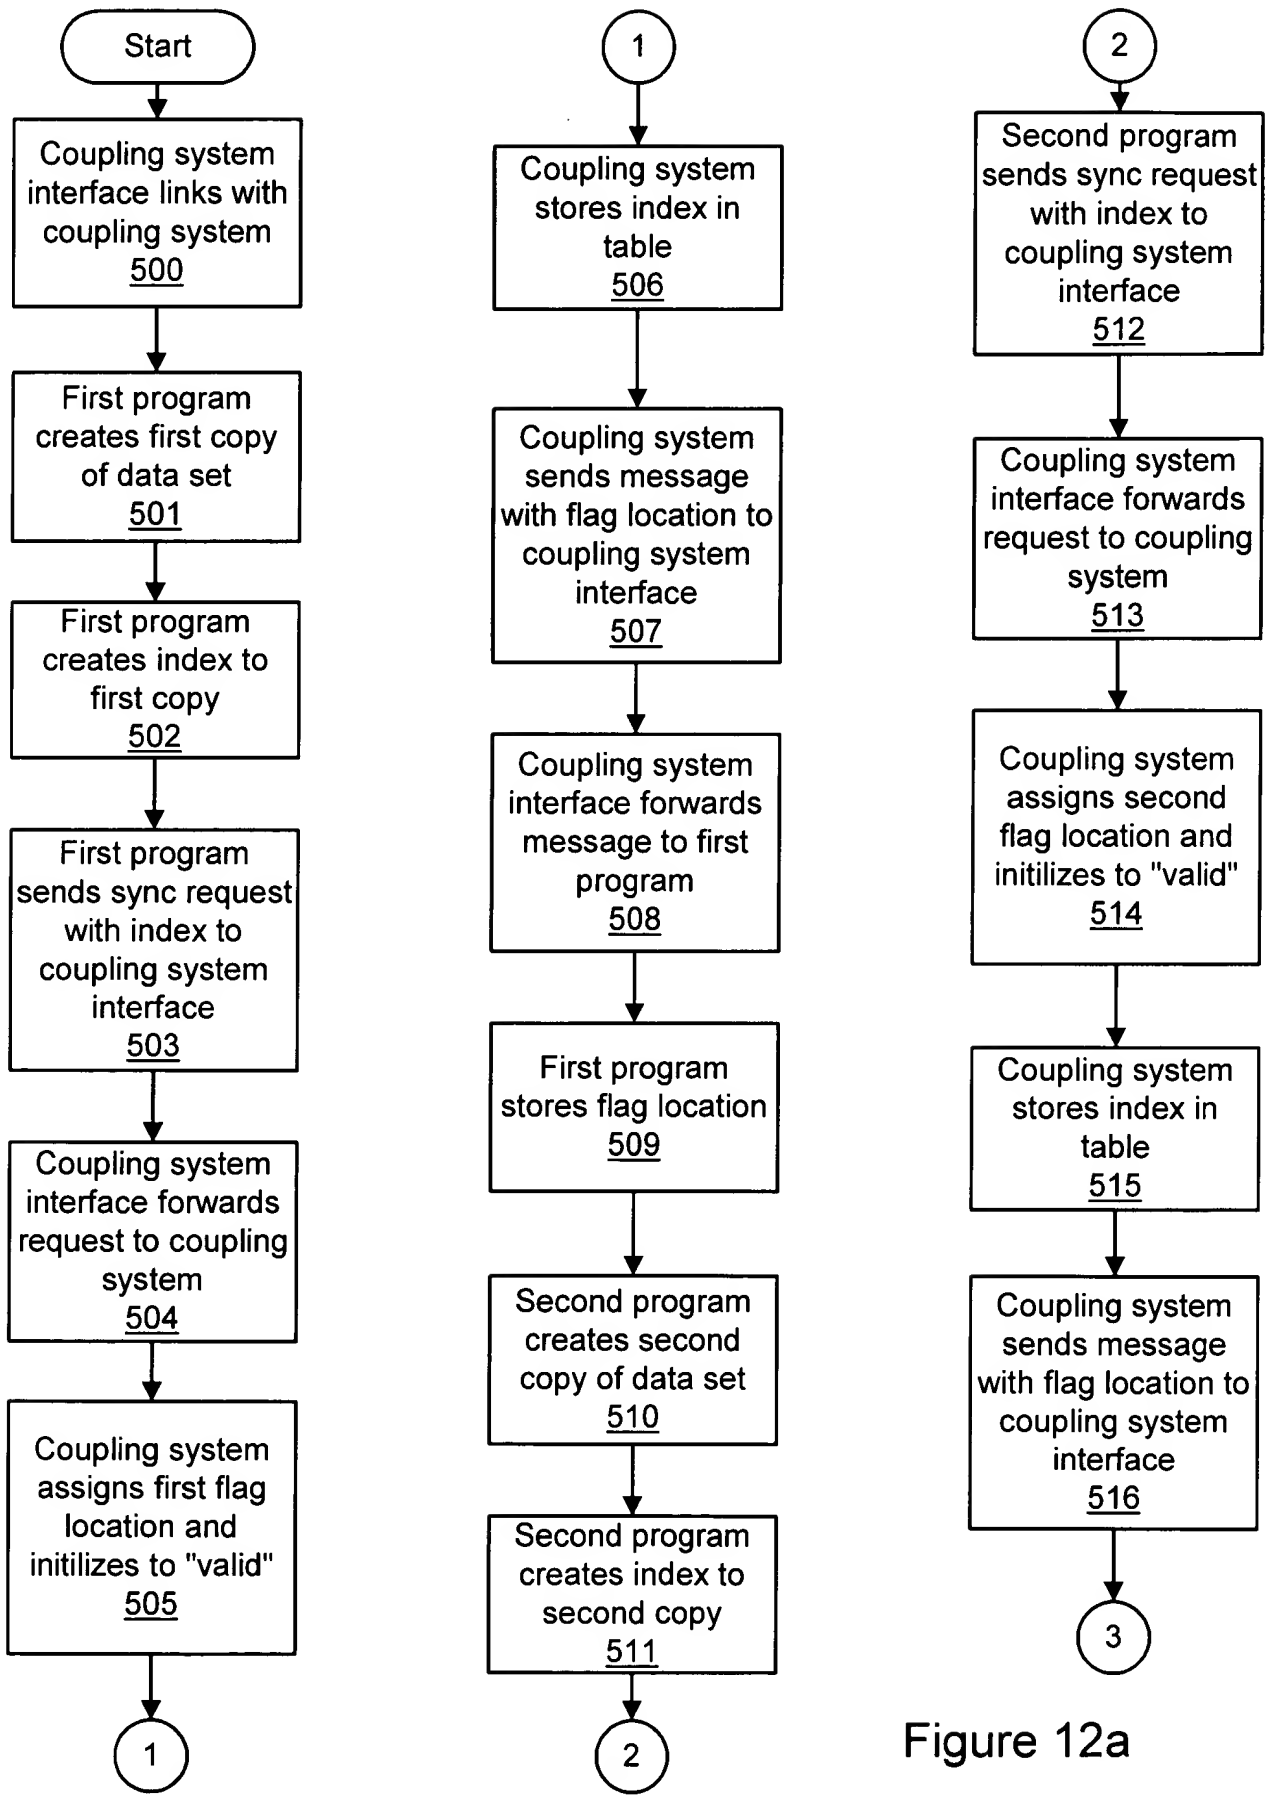 Start
Coupling system
interface links with
coupling system
500
First program
creates first copy
of data set
501
First program
creates index to
first copy
502
First program
sends sync request
with index to
coupling system
interface
503
Coupling system
interface forwards
request to coupling
system
504
Coupling system
assigns first flag
location and
initilizes to "valid"
505
1
1
Coupling system
stores index in
table
506
Coupling system
sends message
with flag location to
coupling system
interface
507
Coupling system
interface forwards
message to first
program
508
First program
stores flag location
509
Second program
creates second
copy of data set
510
Second program
creates index to
second copy
511
2
2
Second program
sends sync request
with index to
coupling system
interface
512
Coupling system
interface forwards
request to coupling
system
513
Coupling system
assigns second
flag location and
initilizes to "valid"
514
Coupling system
stores index in
table
515
Coupling system
sends message
with flag location to
coupling system
interface
516
3
Figure 12a